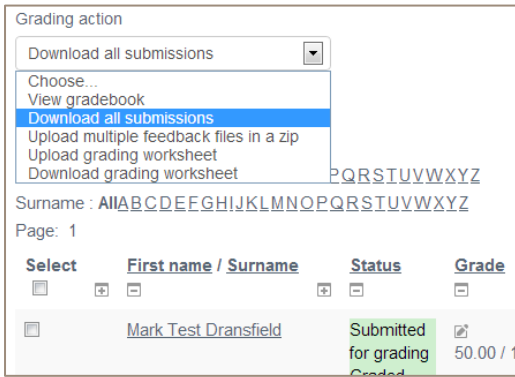 Grading action
Download all submissions
Choose...
View gradebook
Download all submissions
Upload multiple feedback files in a zip
Upload grading worksheet
Download grading worksheet
PQRSTUVWXYZ
Surname : AllABCDEFGHIJKLMNOPQRSTUVWXYZ
Page: 1
Select First name / Surname Status Grade
Mark Test Dransfield Submitted
for grading 50.00 / 1
Graded